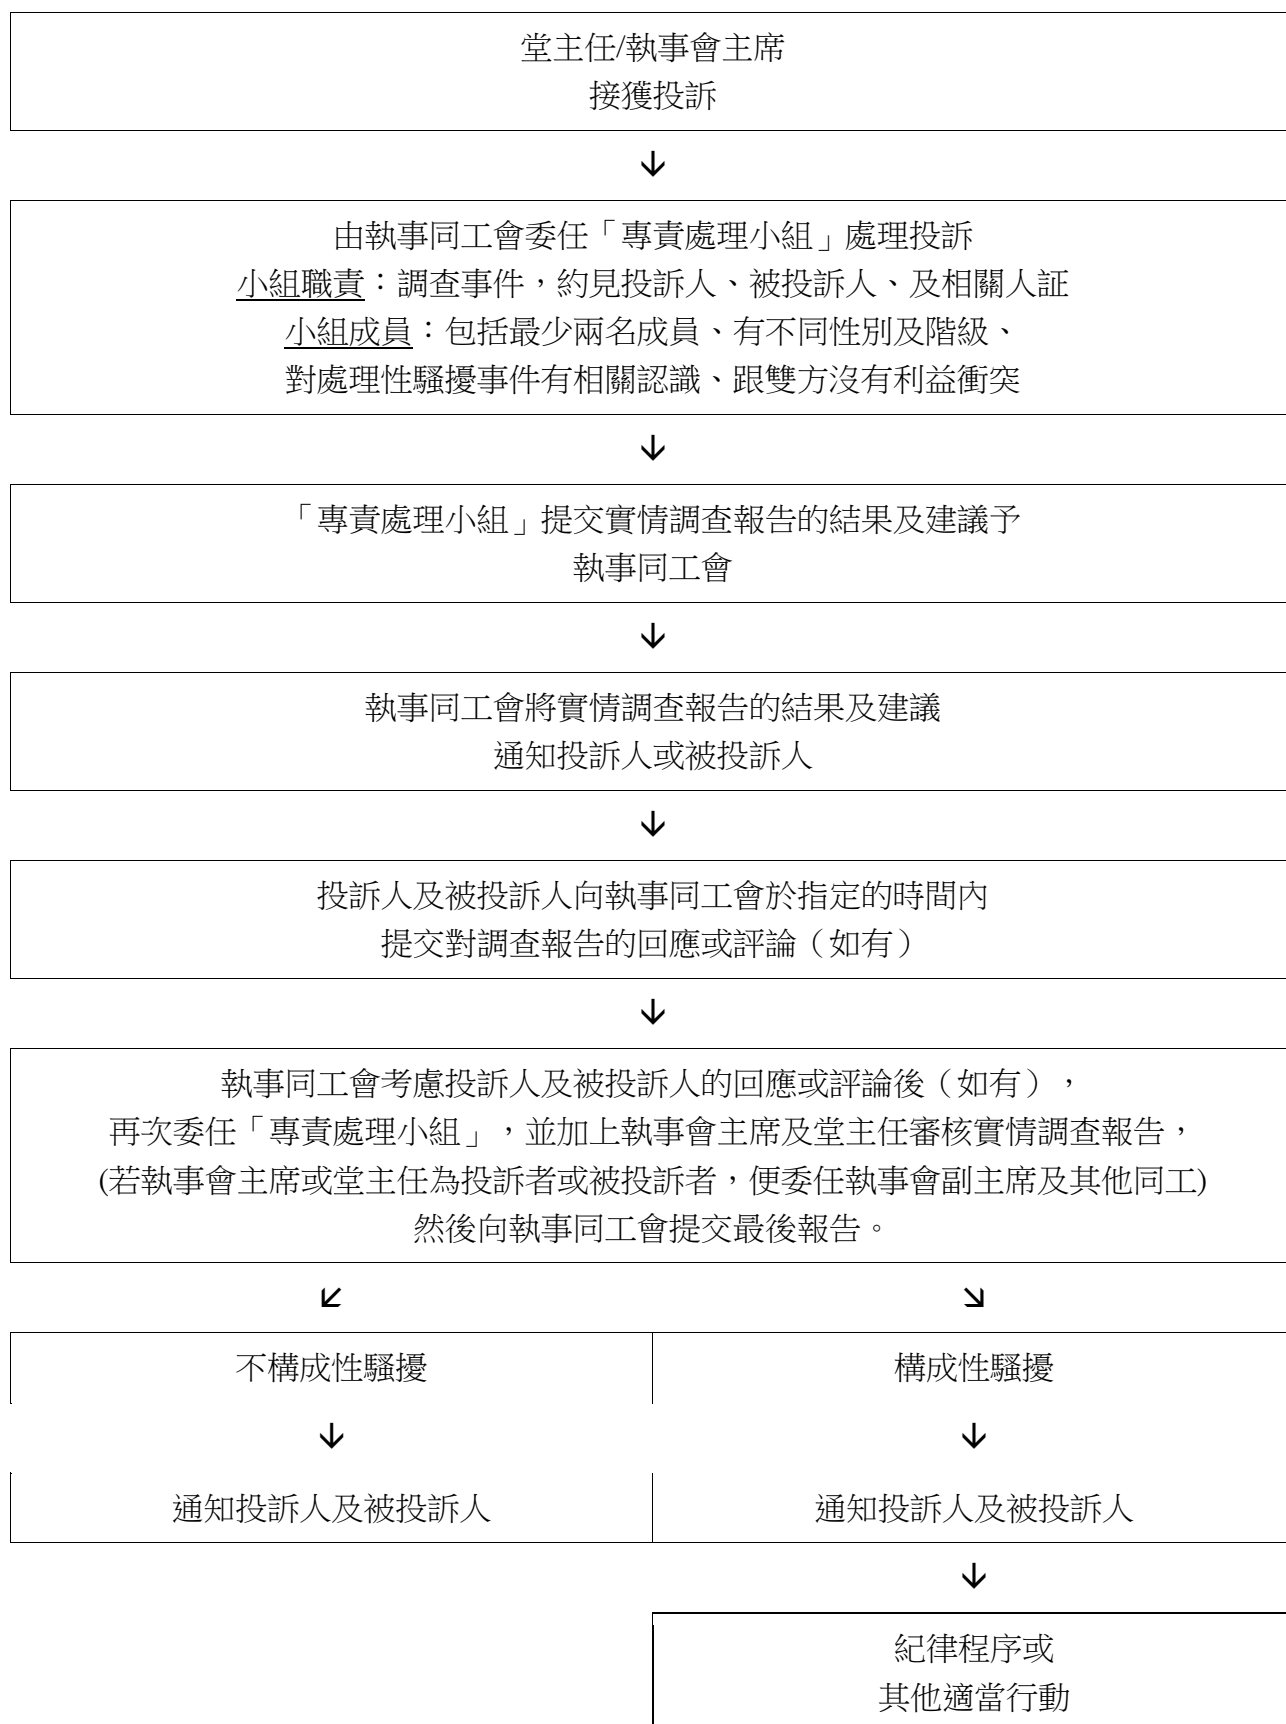 堂主任/執事會主席
接獲投訴
↓
由執事同工會委任「專責處理小組」處理投訴
小組職責：調查事件，約見投訴人、被投訴人、及相關人証
小組成員：包括最少兩名成員、有不同性別及階級、
對處理性騷擾事件有相關認識、跟雙方沒有利益衝突
↓
「專責處理小組」提交實情調查報告的結果及建議予
執事同工會
↓
執事同工會將實情調查報告的結果及建議
通知投訴人或被投訴人
↓
投訴人及被投訴人向執事同工會於指定的時間內
提交對調查報告的回應或評論（如有）
↓
執事同工會考慮投訴人及被投訴人的回應或評論後（如有），
再次委任「專責處理小組」，並加上執事會主席及堂主任審核實情調查報告，
(若執事會主席或堂主任為投訴者或被投訴者，便委任執事會副主席及其他同工)
然後向執事同工會提交最後報告。
↙ ↘
不構成性騷擾 構成性騷擾
↓ ↓
通知投訴人及被投訴人 通知投訴人及被投訴人
↓
紀律程序或
其他適當行動